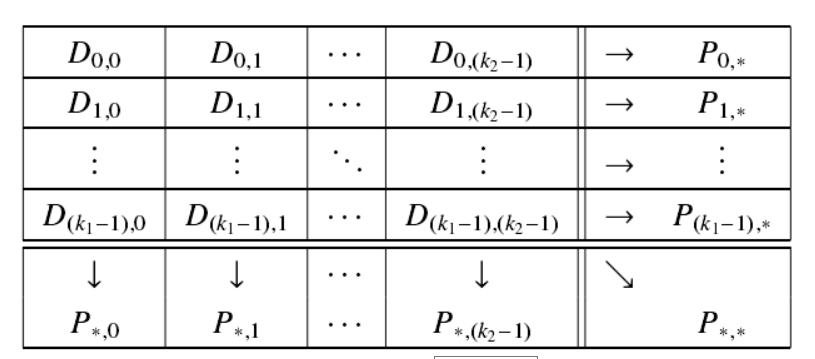 D₀,₀ D₀,₁ ⋯ D₀,(k₂−1) → P₀,*
D₁,₀ D₁,₁ ⋯ D₁,(k₂−1) → P₁,*
⋮ ⋮ ⋱ ⋮ → ⋮
D(k₁−1),₀ D(k₁−1),₁ ⋯ D(k₁−1),(k₂−1) → P(k₁−1),*
↓ ↓ ⋯ ↓ ↘
P*,₀ P*,₁ ⋯ P*,(k₂−1) P*,*